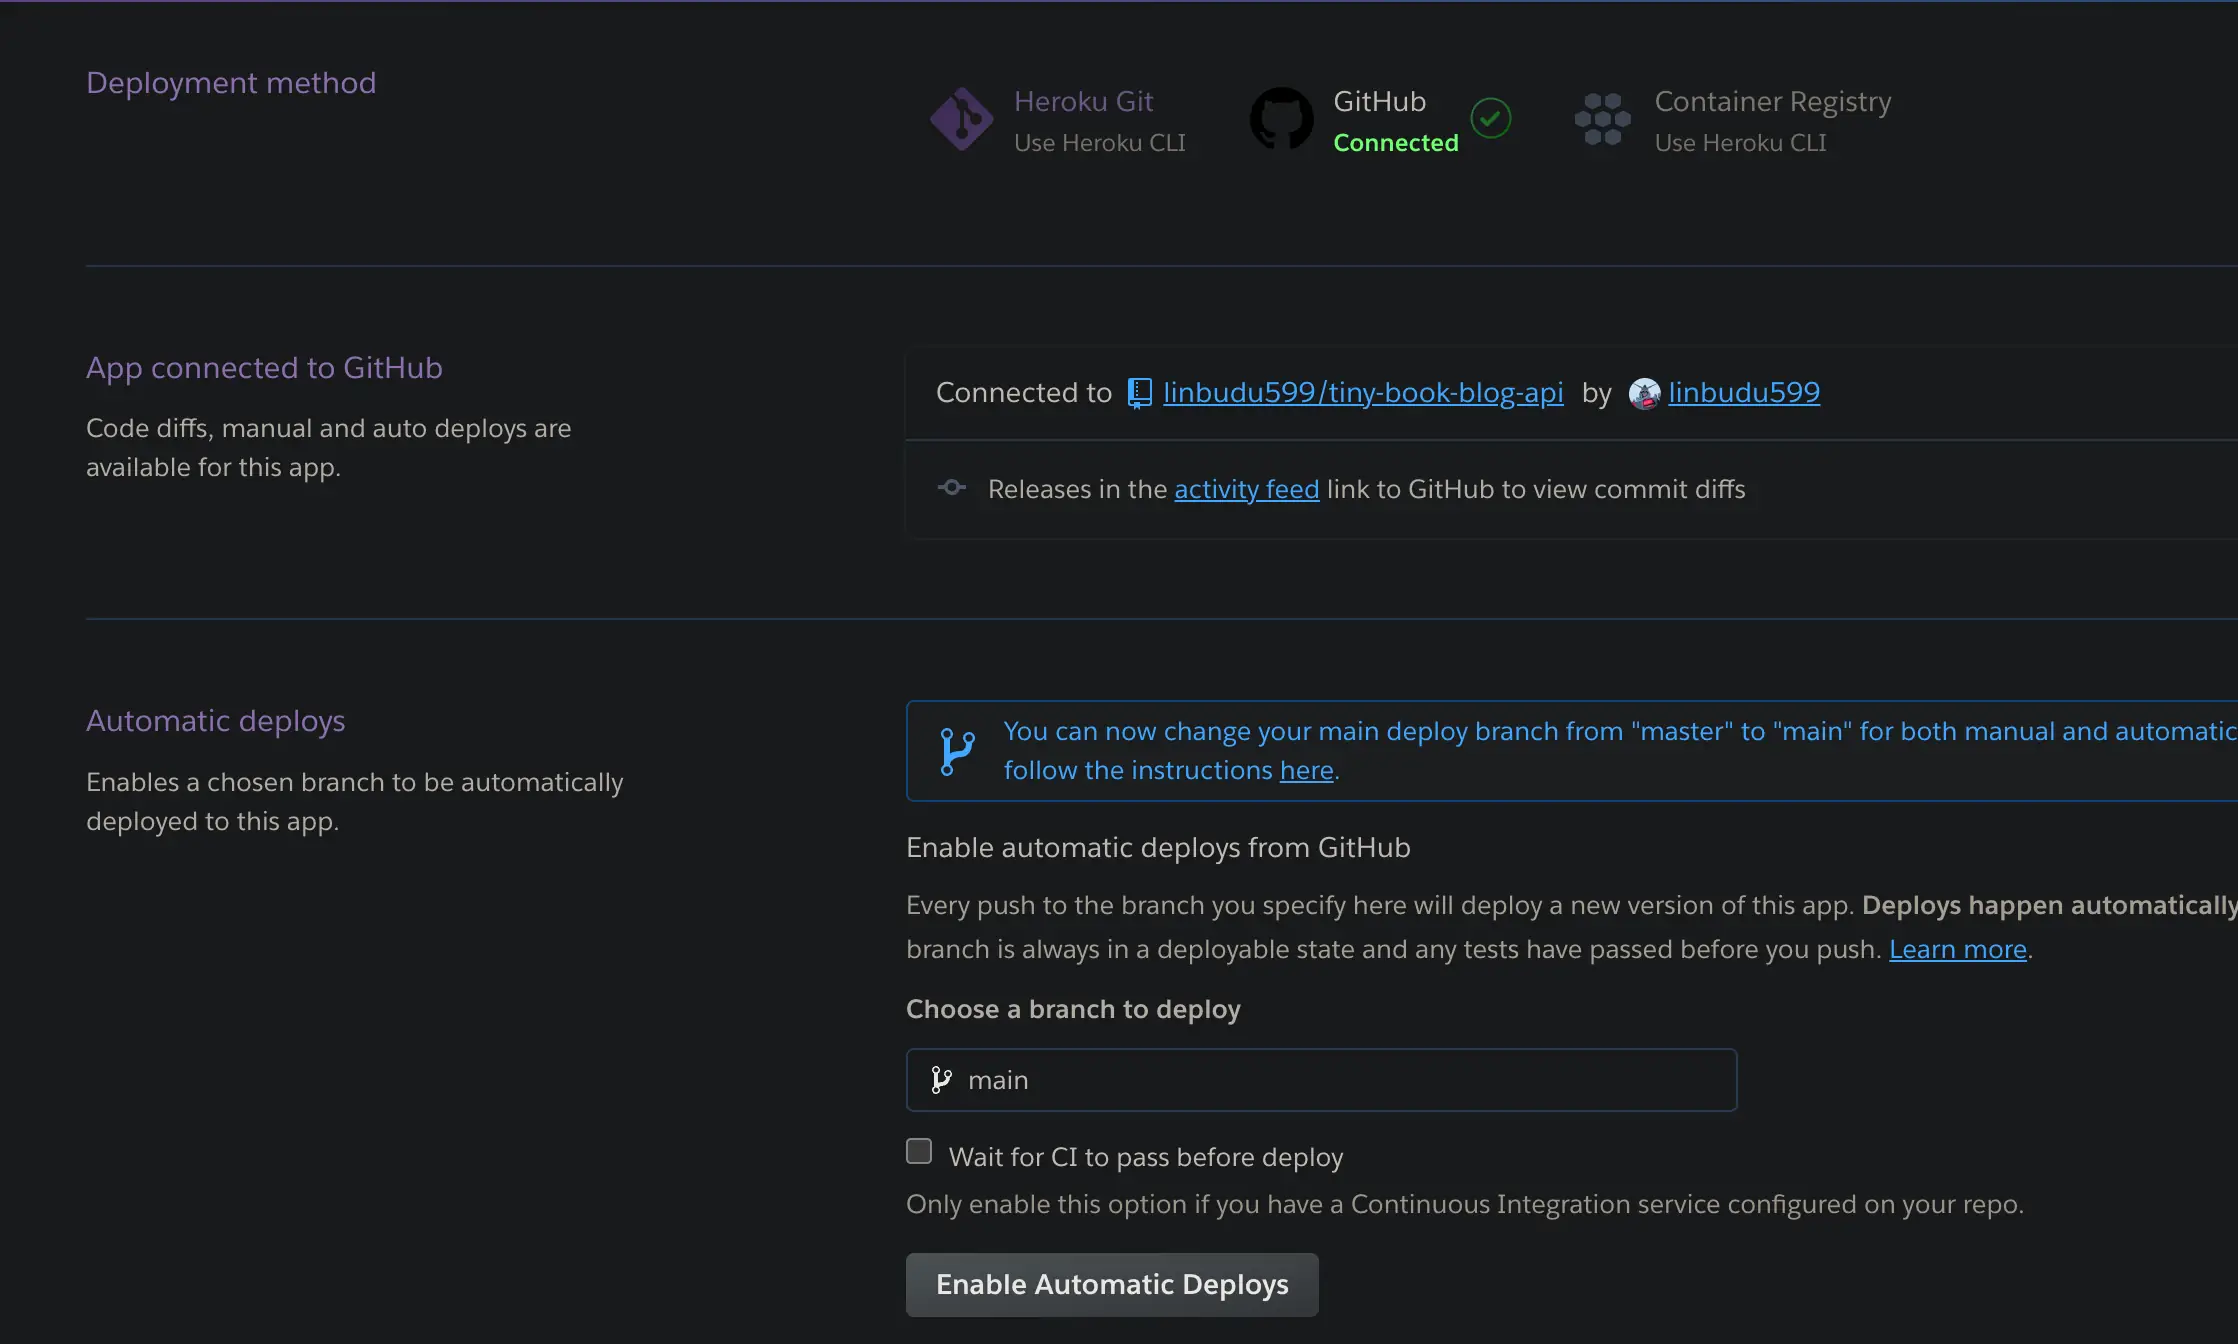 Deployment method
Heroku Git
Use Heroku CLI
GitHub
Connected
Container Registry
Use Heroku CLI
App connected to GitHub
Code diffs, manual and auto deploys are
available for this app.
Connected to linbudu599/tiny-book-blog-api by linbudu599
Releases in the activity feed link to GitHub to view commit diffs
Automatic deploys
Enables a chosen branch to be automatically
deployed to this app.
You can now change your main deploy branch from "master" to "main" for both manual and automatic
follow the instructions here.
Enable automatic deploys from GitHub
Every push to the branch you specify here will deploy a new version of this app. Deploys happen automatically
branch is always in a deployable state and any tests have passed before you push. Learn more.
Choose a branch to deploy
main
Wait for CI to pass before deploy
Only enable this option if you have a Continuous Integration service configured on your repo.
Enable Automatic Deploys